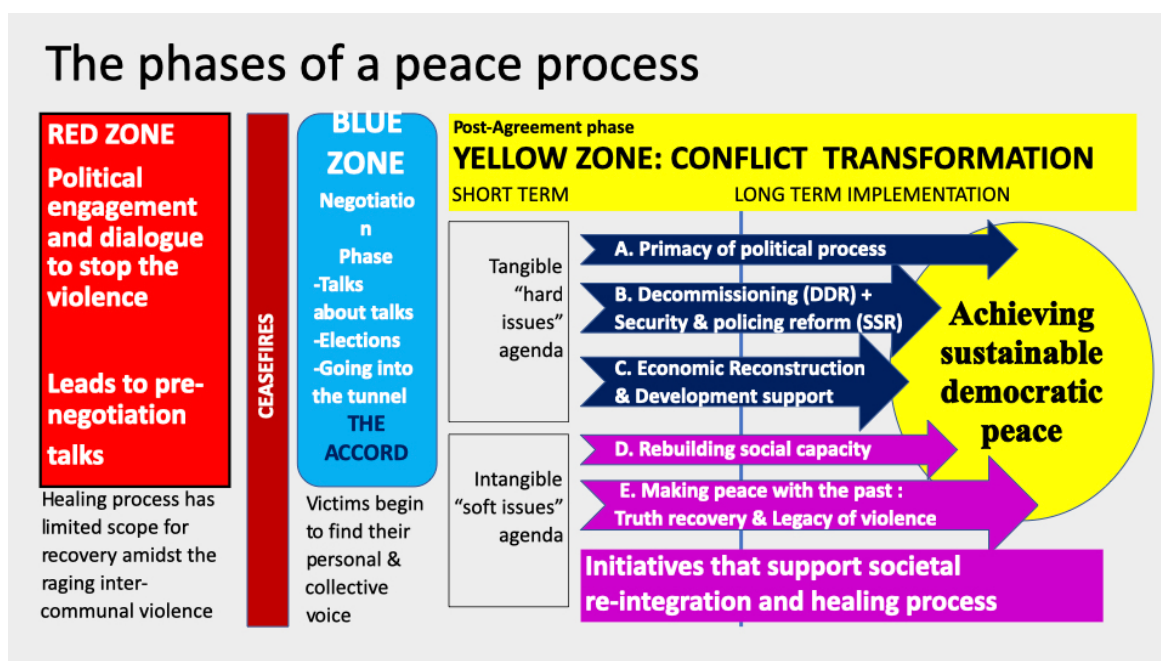 The phases of a peace process
RED ZONE
Political
engagement
and dialogue
to stop the
violence
Leads to pre-
negotiation
talks
Healing process has
limited scope for
recovery amidst the
raging inter-
communal violence
CEASEFIRES
BLUE
ZONE
Negotiatio
n
Phase
-Talks
about talks
-Elections
-Going into
the tunnel
THE
ACCORD
Victims begin
to find their
personal &
collective
voice
Post-Agreement phase
YELLOW ZONE: CONFLICT TRANSFORMATION
SHORT TERM
LONG TERM IMPLEMENTATION
Tangible
“hard
issues”
agenda
A. Primacy of political process
B. Decommissioning (DDR) +
Security & policing reform (SSR)
C. Economic Reconstruction
& Development support
Intangible
“soft issues”
agenda
D. Rebuilding social capacity
E. Making peace with the past :
Truth recovery & Legacy of violence
Initiatives that support societal
re-integration and healing process
Achieving
sustainable
democratic
peace